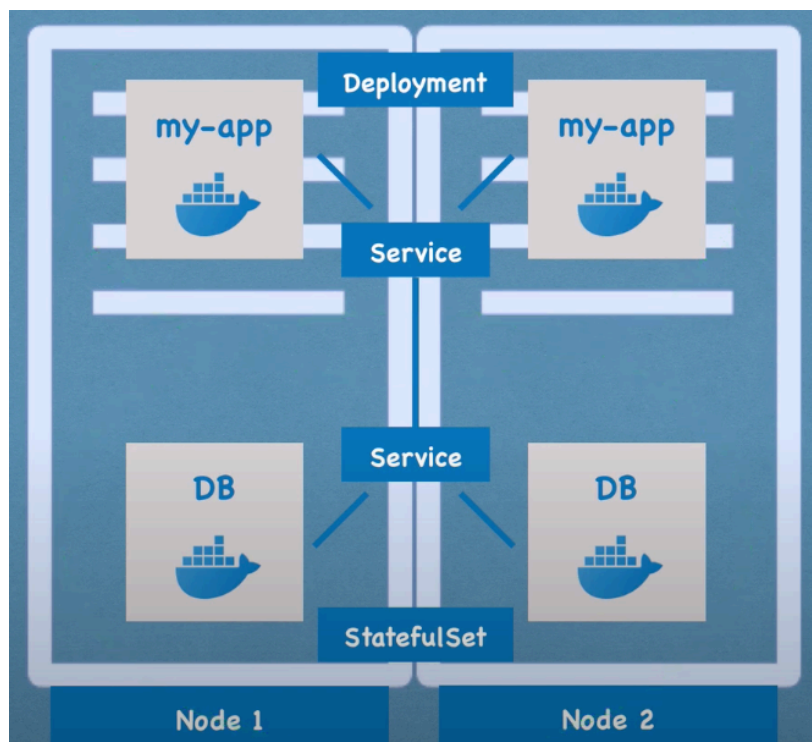 Deployment
my-app
my-app
Service
Service
DB
DB
StatefulSet
Node 1
Node 2